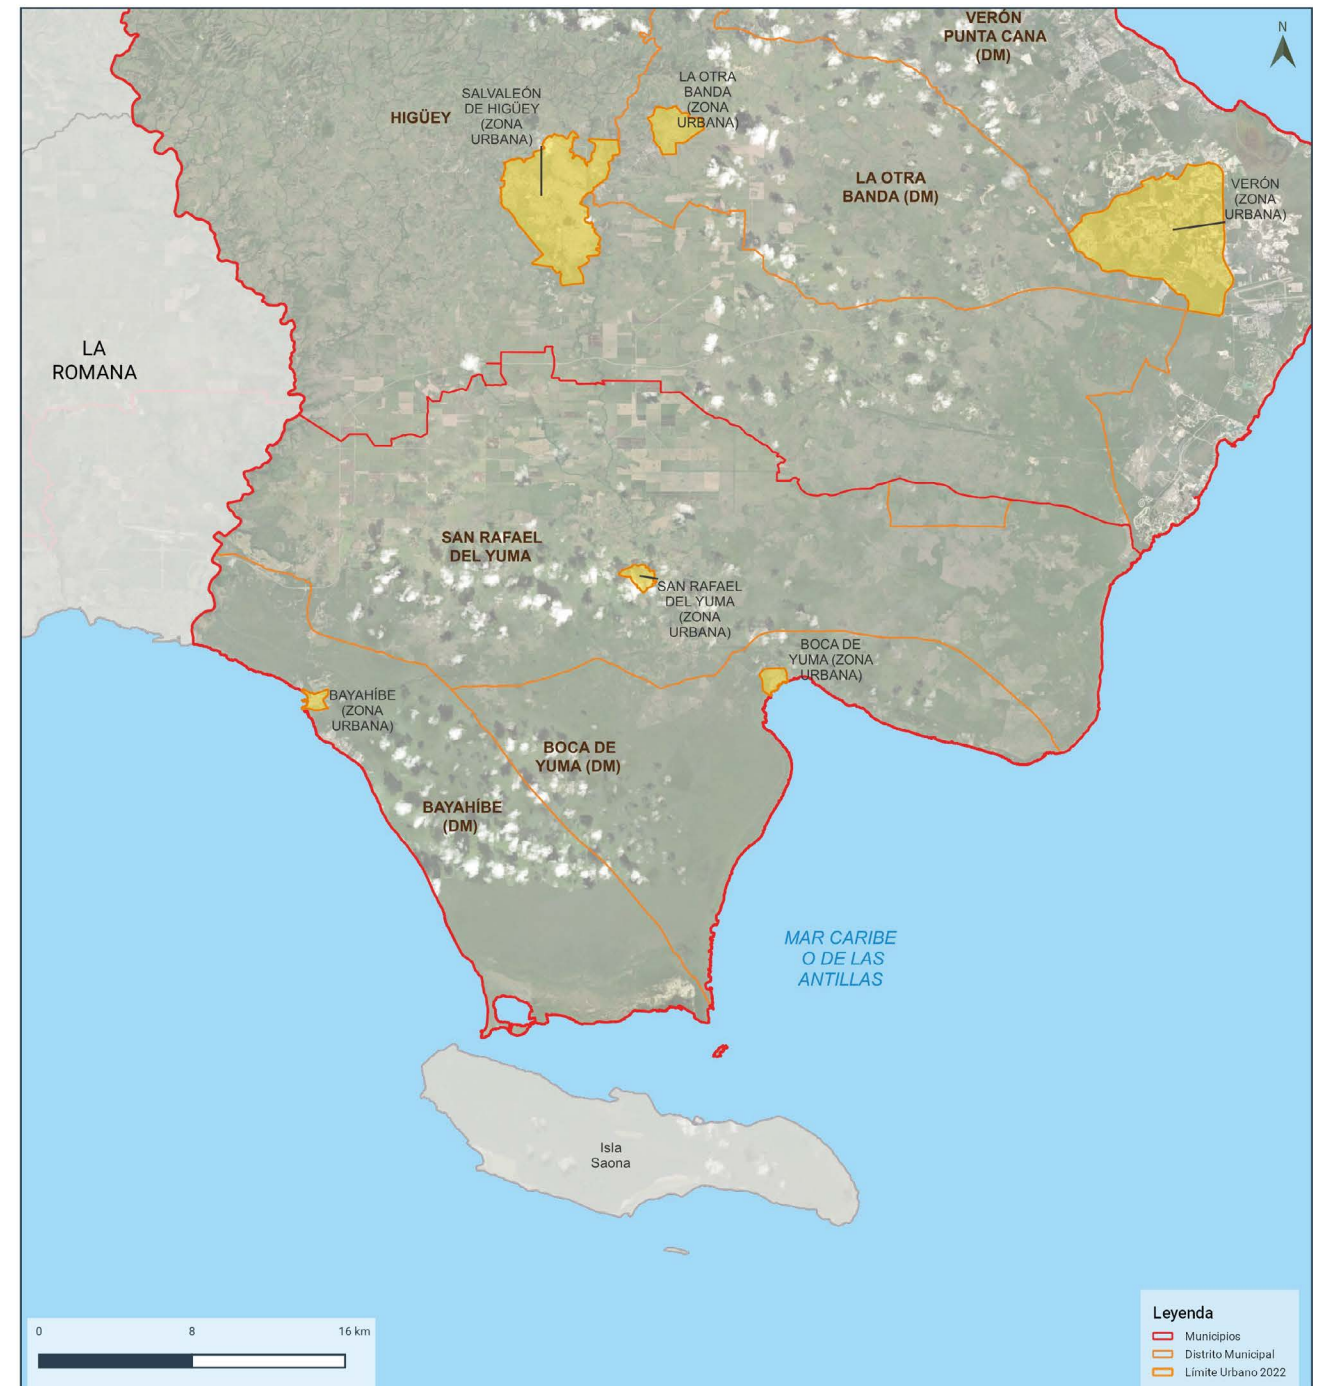 VERÓN
PUNTA CANA
(DM)
N
LA OTRA
BANDA
(ZONA
URBANA)
SALVALEÓN
DE HIGÜEY
(ZONA
URBANA)
HIGÜEY
LA OTRA
BANDA (DM)
VERÓN
(ZONA
URBANA)
LA
ROMANA
SAN RAFAEL
DEL YUMA
SAN RAFAEL
DEL YUMA
(ZONA
URBANA)
BOCA DE
YUMA (ZONA
URBANA)
BAYAHÍBE
(ZONA
URBANA)
BOCA DE
YUMA (DM)
BAYAHÍBE
(DM)
MAR CARIBE
O DE LAS
ANTILLAS
Isla
Saona
0 8 16 km
Leyenda
Municipios
Distrito Municipal
Límite Urbano 2022